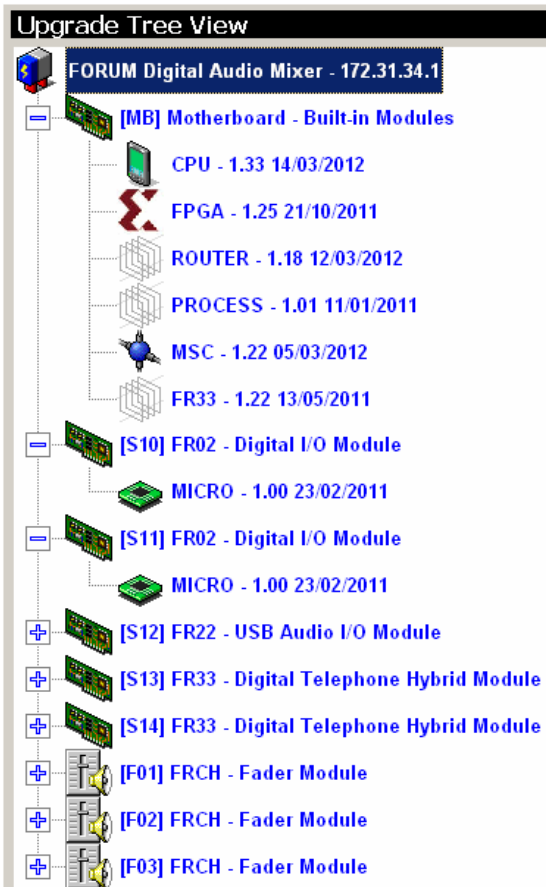 Upgrade Tree View
FORUM Digital Audio Mixer - 172.31.34.1
[MB] Motherboard - Built-in Modules
CPU - 1.33 14/03/2012
FPGA - 1.25 21/10/2011
ROUTER - 1.18 12/03/2012
PROCESS - 1.01 11/01/2011
MSC - 1.22 05/03/2012
FR33 - 1.22 13/05/2011
[S10] FR02 - Digital I/O Module
MICRO - 1.00 23/02/2011
[S11] FR02 - Digital I/O Module
MICRO - 1.00 23/02/2011
[S12] FR22 - USB Audio I/O Module
[S13] FR33 - Digital Telephone Hybrid Module
[S14] FR33 - Digital Telephone Hybrid Module
[F01] FRCH - Fader Module
[F02] FRCH - Fader Module
[F03] FRCH - Fader Module